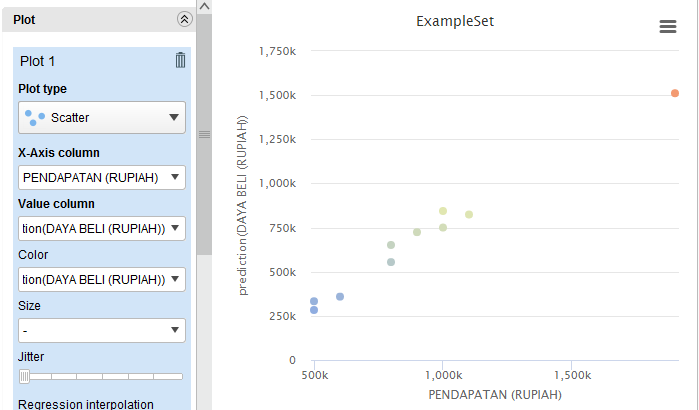 Plot
Plot 1
Plot type
Scatter
X-Axis column
PENDAPATAN (RUPIAH)
Value column
tion(DAYA BELI (RUPIAH))
Color
tion(DAYA BELI (RUPIAH))
Size
-
Jitter
Regression interpolation
ExampleSet
prediction(DAYA BELI (RUPIAH))
1,750k
1,500k
1,250k
1,000k
750k
500k
250k
0
500k 1,000k 1,500k
PENDAPATAN (RUPIAH)